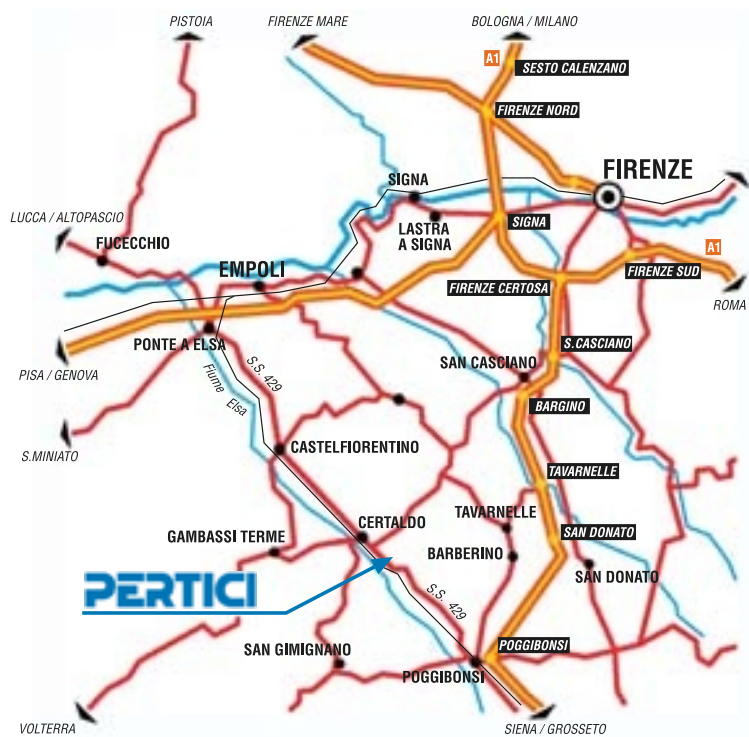 PISTOIA
FIRENZE MARE
BOLOGNA / MILANO
A1
SESTO CALENZANO
FIRENZE NORD
FIRENZE
SIGNA
LUCCA / ALTOPASCIO
LASTRA
A SIGNA
SIGNA
FUCECCHIO
A1
EMPOLI
FIRENZE SUD
FIRENZE CERTOSA
ROMA
PONTE A ELSA
S.CASCIANO
SAN CASCIANO
PISA / GENOVA
S.S. 429
Fiume Elsa
BARGINO
CASTELFIORENTINO
S.MINIATO
TAVARNELLE
TAVARNELLE
CERTALDO
GAMBASSI TERME
SAN DONATO
BARBERINO
SAN DONATO
PERTICI
S.S. 429
SAN GIMIGNANO
POGGIBONSI
POGGIBONSI
VOLTERRA
SIENA / GROSSETO